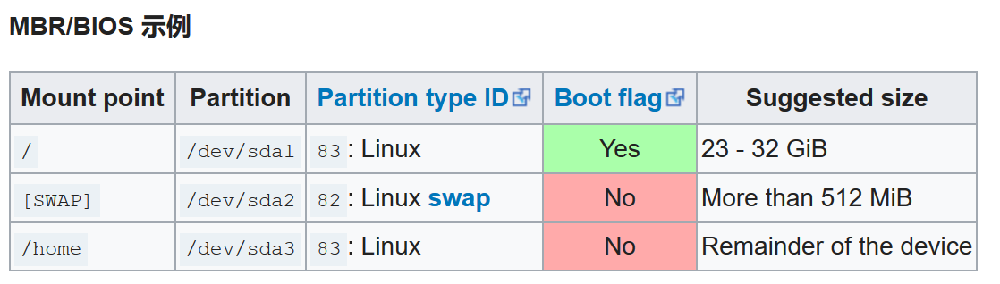 MBR/BIOS 示例
Mount point Partition Partition type ID Boot flag Suggested size
/ /dev/sda1 83: Linux Yes 23 - 32 GiB
[SWAP] /dev/sda2 82: Linux swap No More than 512 MiB
/home /dev/sda3 83: Linux No Remainder of the device